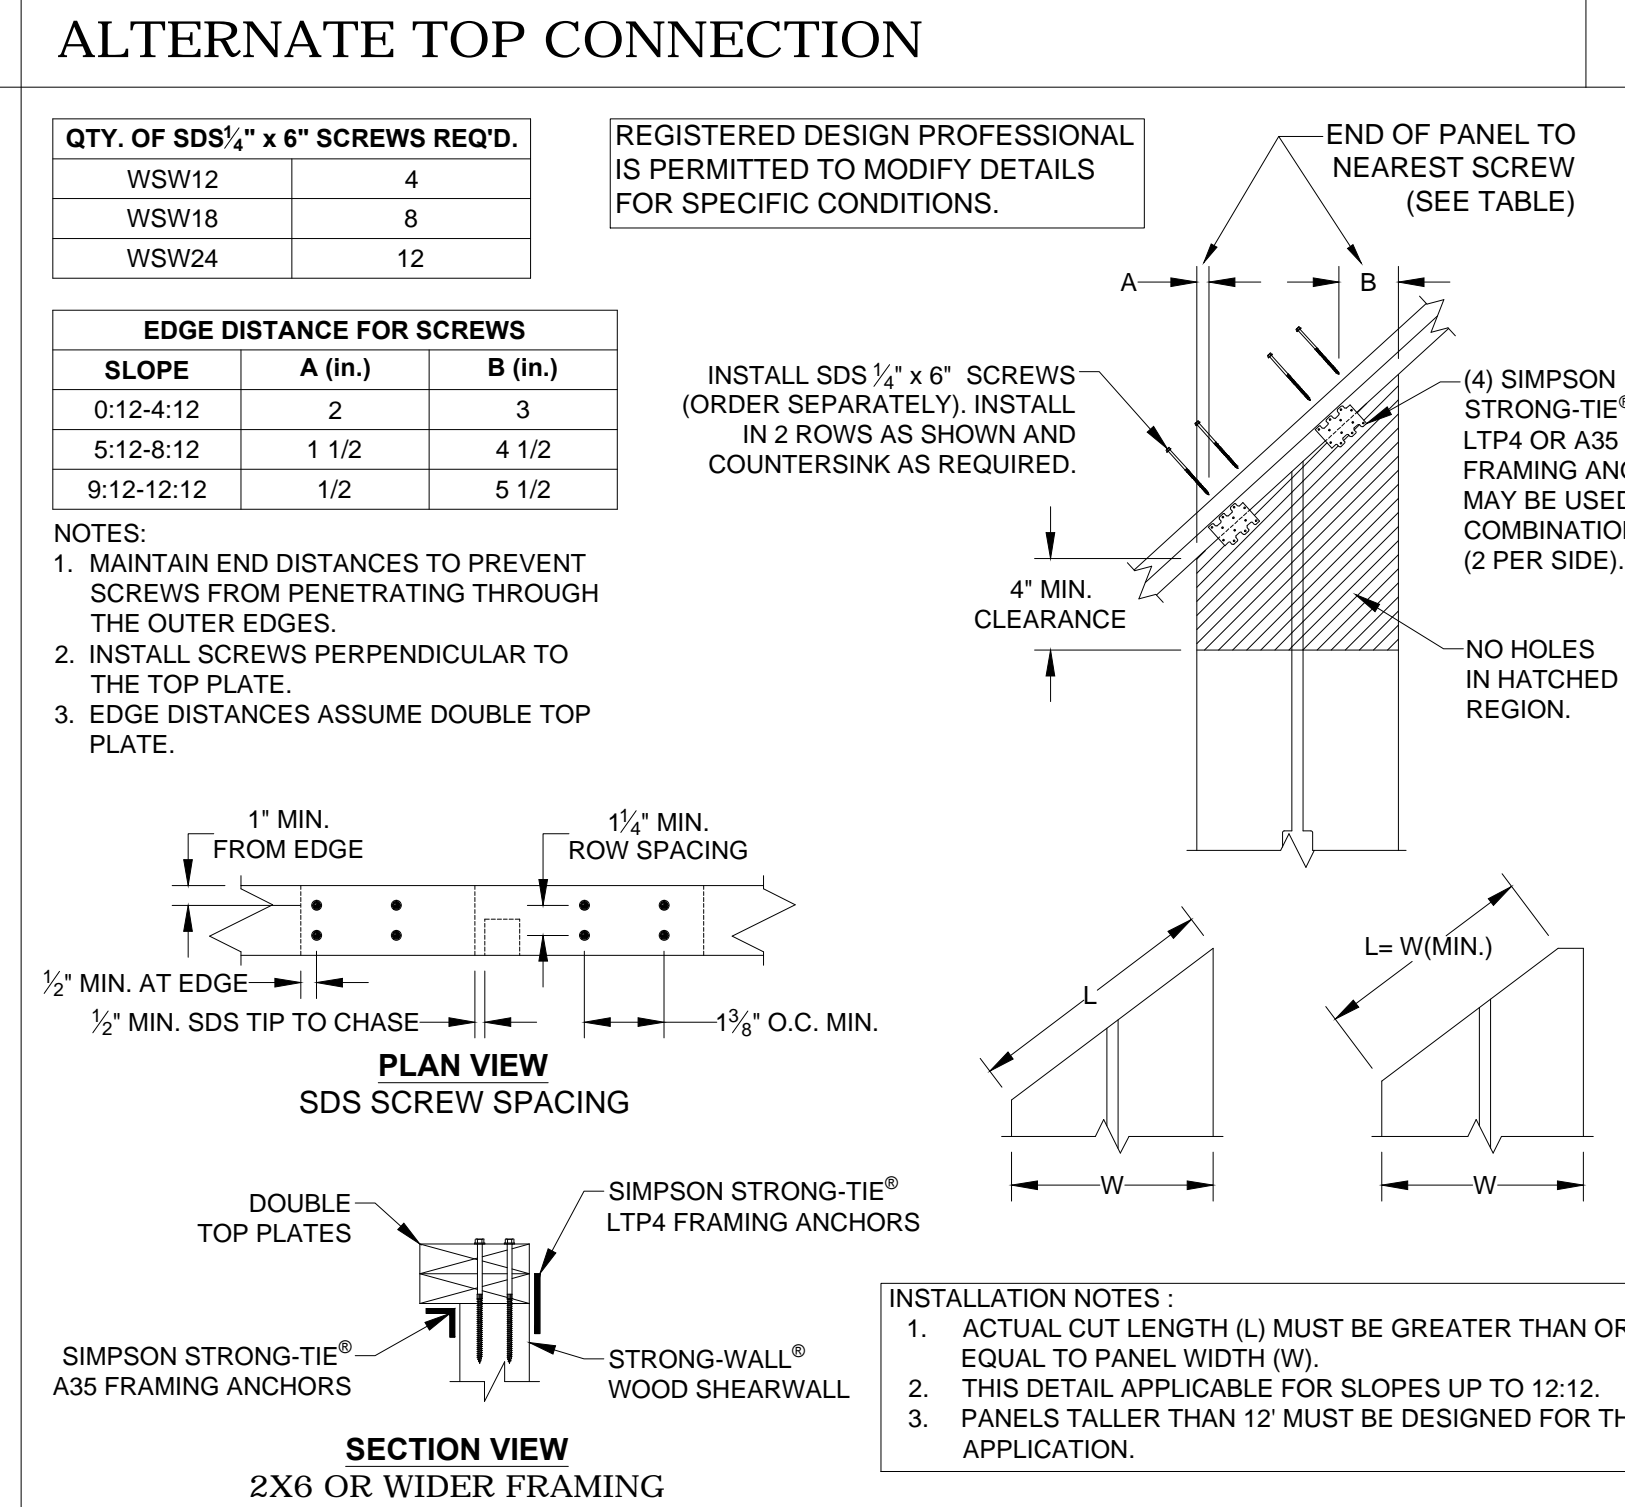 ALTERNATE TOP CONNECTION
QTY. OF SDS¼" x 6" SCREWS REQ'D.
WSW12 4
WSW18 8
WSW24 12
EDGE DISTANCE FOR SCREWS
SLOPE A (in.) B (in.)
0:12-4:12 2 3
5:12-8:12 1 1/2 4 1/2
9:12-12:12 1/2 5 1/2
NOTES:
1. MAINTAIN END DISTANCES TO PREVENT
SCREWS FROM PENETRATING THROUGH
THE OUTER EDGES.
2. INSTALL SCREWS PERPENDICULAR TO
THE TOP PLATE.
3. EDGE DISTANCES ASSUME DOUBLE TOP
PLATE.
REGISTERED DESIGN PROFESSIONAL
IS PERMITTED TO MODIFY DETAILS
FOR SPECIFIC CONDITIONS.
END OF PANEL TO
NEAREST SCREW
(SEE TABLE)
A
B
INSTALL SDS ¼" x 6" SCREWS
(ORDER SEPARATELY). INSTALL
IN 2 ROWS AS SHOWN AND
COUNTERSINK AS REQUIRED.
(4) SIMPSON
STRONG-TIE®
LTP4 OR A35
FRAMING
MAY BE
(2 PER SIDE).
4" MIN.
CLEARANCE
NO HOLES
IN HATCHED
REGION.
1" MIN.
FROM EDGE
1¼" MIN.
ROW SPACING
½" MIN. AT EDGE
½" MIN. SDS TIP TO CHASE
1⅜" O.C. MIN.
PLAN VIEW
SDS SCREW SPACING
L
W
L= W(MIN.)
W
DOUBLE
TOP PLATES
SIMPSON STRONG-TIE®
LTP4 FRAMING ANCHORS
SIMPSON STRONG-TIE®
A35 FRAMING ANCHORS
STRONG-WALL®
WOOD SHEARWALL
SECTION VIEW
2X6 OR WIDER FRAMING
INSTALLATION NOTES :
1. ACTUAL CUT LENGTH (L) MUST BE GREATER THAN OR
EQUAL TO PANEL WIDTH (W).
2. THIS DETAIL APPLICABLE FOR SLOPES UP TO 12:12.
3. PANELS TALLER THAN 12' MUST BE DESIGNED FOR
APPLICATION.